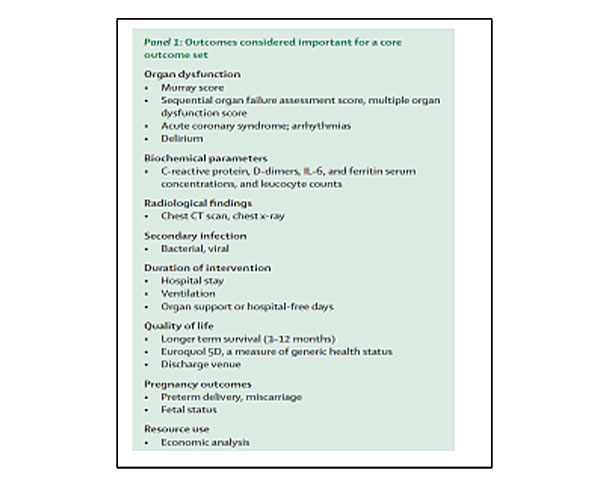 Panel 1: Outcomes considered important for a core
outcome set
Organ dysfunction
• Murray score
• Sequential organ failure assessment score, multiple organ
dysfunction score
• Acute coronary syndrome; arrhythmias
• Delirium
Biochemical parameters
• C-reactive protein, D-dimers, IL-6, and ferritin serum
concentrations, and leucocyte counts
Radiological findings
• Chest CT scan, chest x-ray
Secondary infection
• Bacterial, viral
Duration of intervention
• Hospital stay
• Ventilation
• Organ support or hospital-free days
Quality of life
• Longer term survival (3–12 months)
• Euroquol 5D, a measure of generic health status
• Discharge venue
Pregnancy outcomes
• Preterm delivery, miscarriage
• Fetal status
Resource use
• Economic analysis